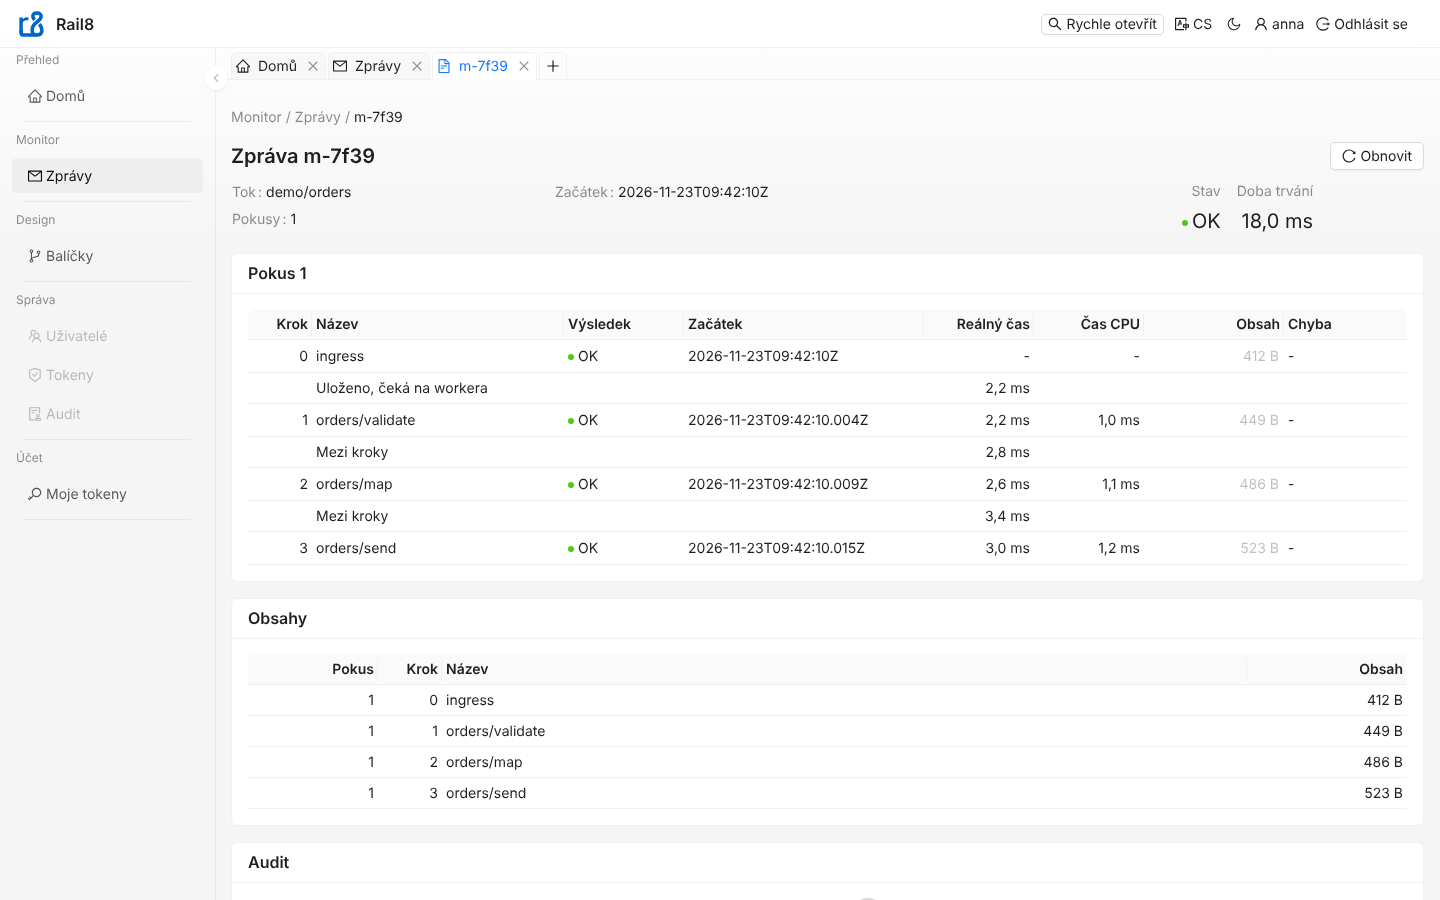 Rail8
Rychle otevřít CS anna Odhlásit se
Přehled
Domů
Monitor
Zprávy
Design
Balíčky
Správa
Uživatelé
Tokeny
Audit
Účet
Moje tokeny
Domů Zprávy m-7f39
Monitor / Zprávy / m-7f39
Zpráva m-7f39
Obnovit
Tok: demo/orders Začátek: 2026-11-23T09:42:10Z
Pokusy: 1
Stav Doba trvání
OK 18,0 ms
Pokus 1
Krok Název Výsledek Začátek Reálný čas Čas CPU Obsah Chyba
0 ingress OK 2026-11-23T09:42:10Z - - 412 B -
Uloženo, čeká na workera 2,2 ms
1 orders/validate OK 2026-11-23T09:42:10.004Z 2,2 ms 1,0 ms 449 B -
Mezi kroky 2,8 ms
2 orders/map OK 2026-11-23T09:42:10.009Z 2,6 ms 1,1 ms 486 B -
Mezi kroky 3,4 ms
3 orders/send OK 2026-11-23T09:42:10.015Z 3,0 ms 1,2 ms 523 B -
Obsahy
Pokus Krok Název Obsah
1 0 ingress 412 B
1 1 orders/validate 449 B
1 2 orders/map 486 B
1 3 orders/send 523 B
Audit